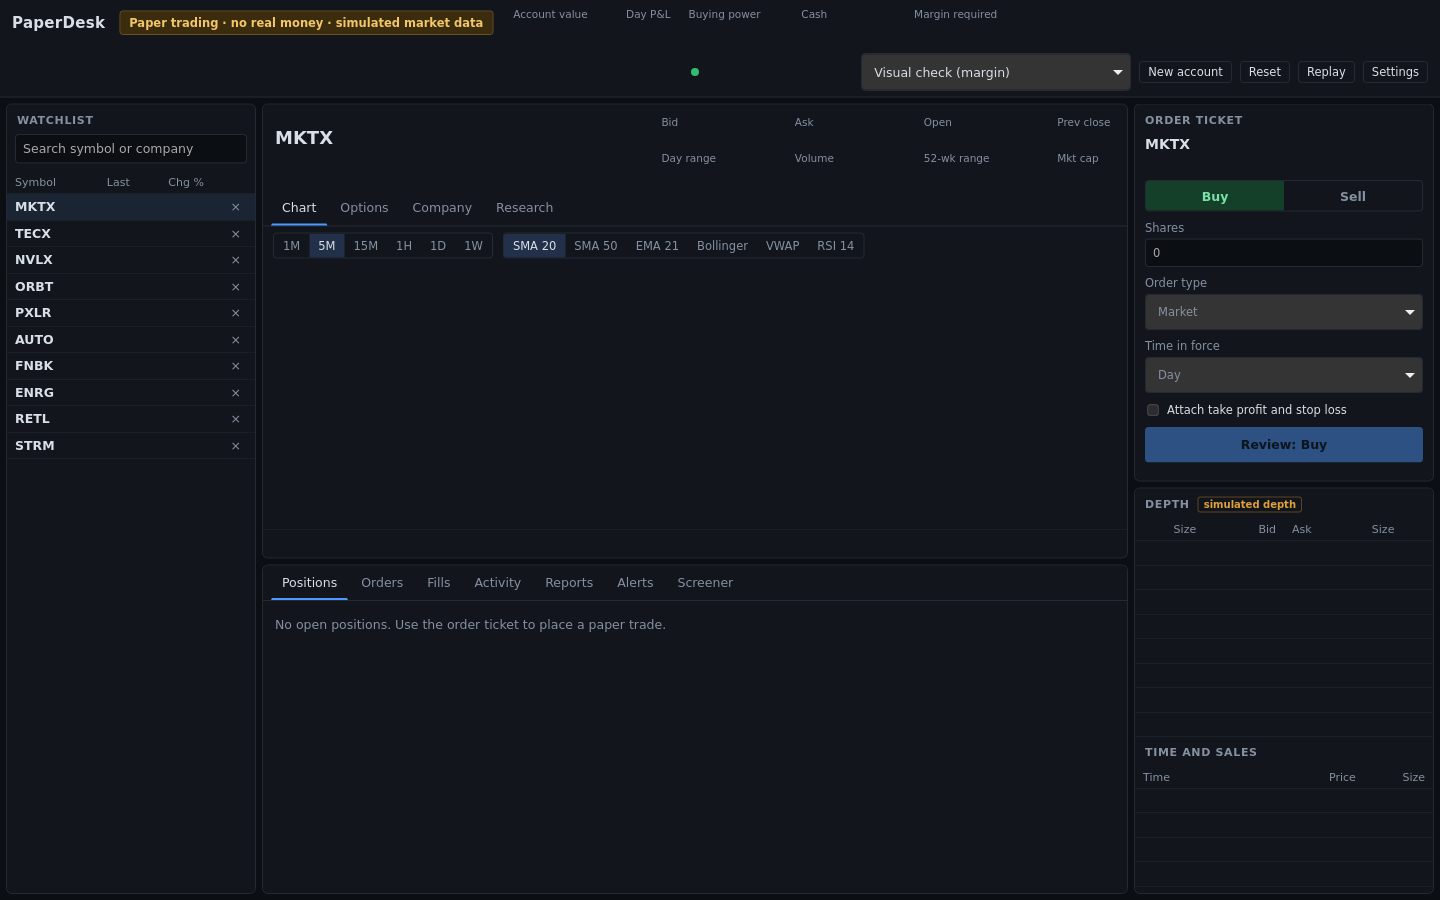 PaperDesk
Paper trading · no real money · simulated market data
Account value Day P&L Buying power Cash Margin required
Visual check (margin)
New account Reset Replay Settings
WATCHLIST
Search symbol or company
Symbol Last Chg %
MKTX ×
TECX ×
NVLX ×
ORBT ×
PXLR ×
AUTO ×
FNBK ×
ENRG ×
RETL ×
STRM ×
MKTX
Bid Ask Open Prev close
Day range Volume 52-wk range Mkt cap
Chart Options Company Research
1M 5M 15M 1H 1D 1W SMA 20 SMA 50 EMA 21 Bollinger VWAP RSI 14
Positions Orders Fills Activity Reports Alerts Screener
No open positions. Use the order ticket to place a paper trade.
ORDER TICKET
MKTX
Buy Sell
Shares
0
Order type
Market
Time in force
Day
Attach take profit and stop loss
Review: Buy
DEPTH simulated depth
Size Bid Ask Size
TIME AND SALES
Time Price Size